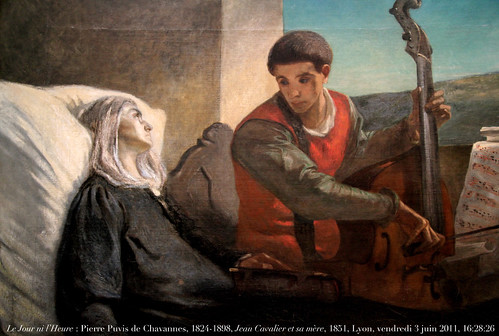 Le Jour ni l'Heure : Pierre Puvis de Chavannes, 1824-1898, Jean Cavalier et sa mère, 1851, Lyon, vendredi 3 juin 2011, 16:28:26